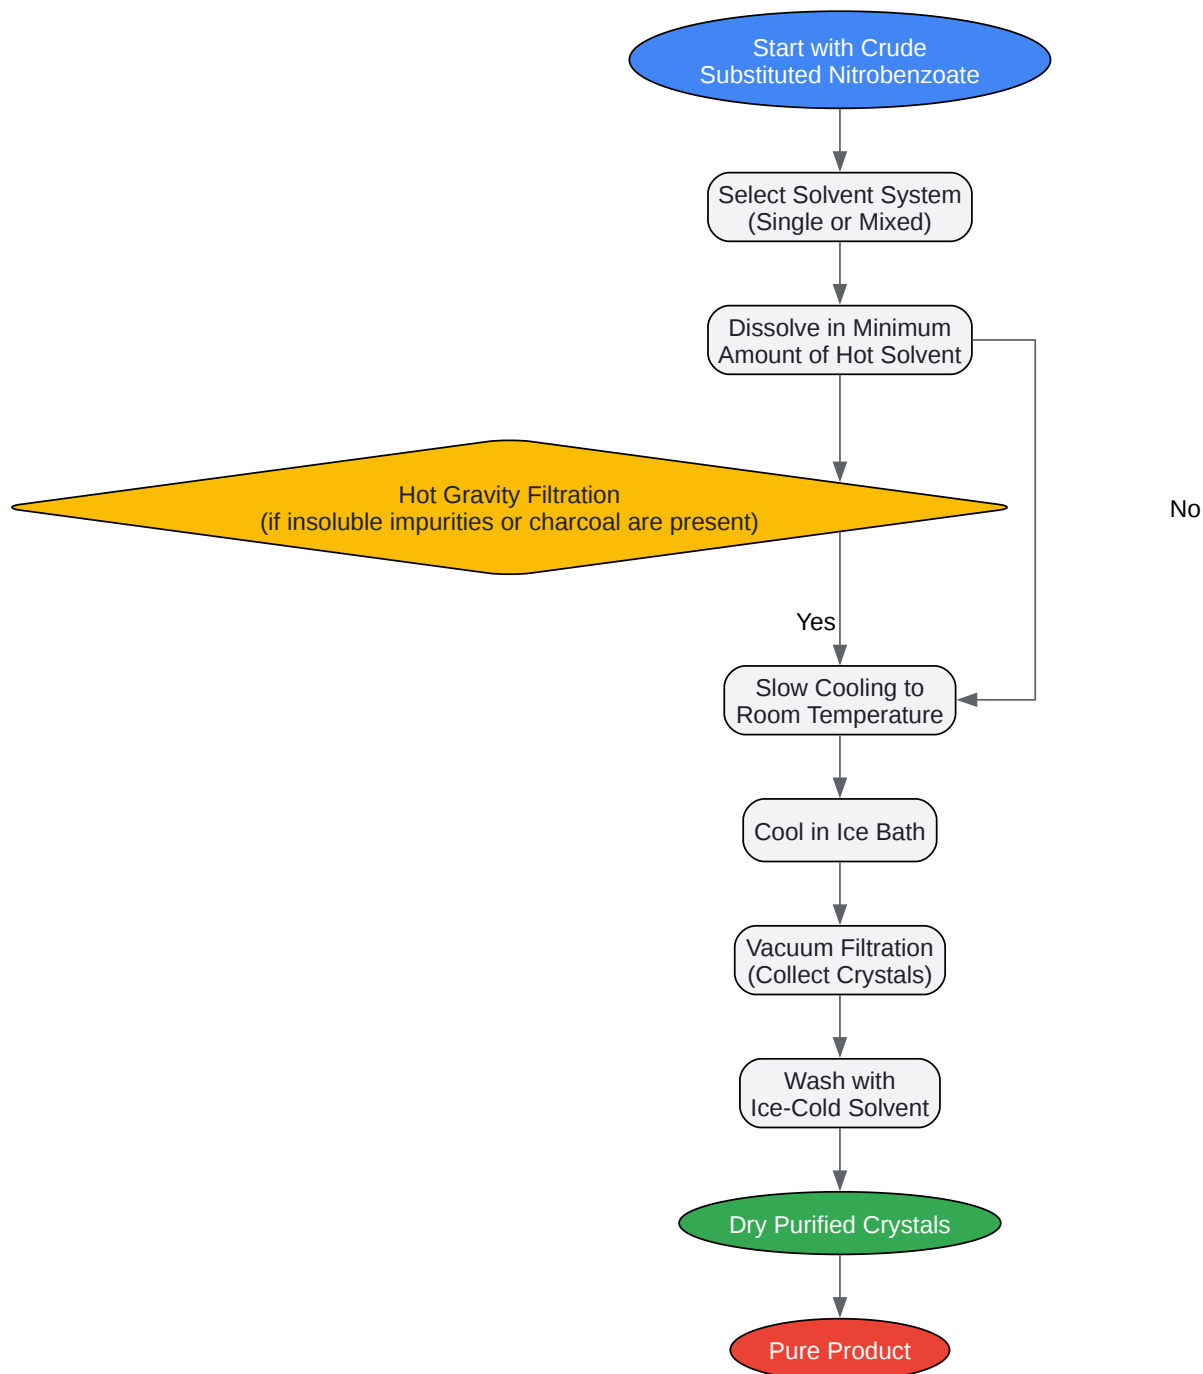 Start with Crude
Substituted Nitrobenzoate
Select Solvent System
(Single or Mixed)
Dissolve in Minimum
Amount of Hot Solvent
Hot Gravity Filtration
(if insoluble impurities or charcoal are present)
No
Yes
Slow Cooling to
Room Temperature
Cool in Ice Bath
Vacuum Filtration
(Collect Crystals)
Wash with
Ice-Cold Solvent
Dry Purified Crystals
Pure Product